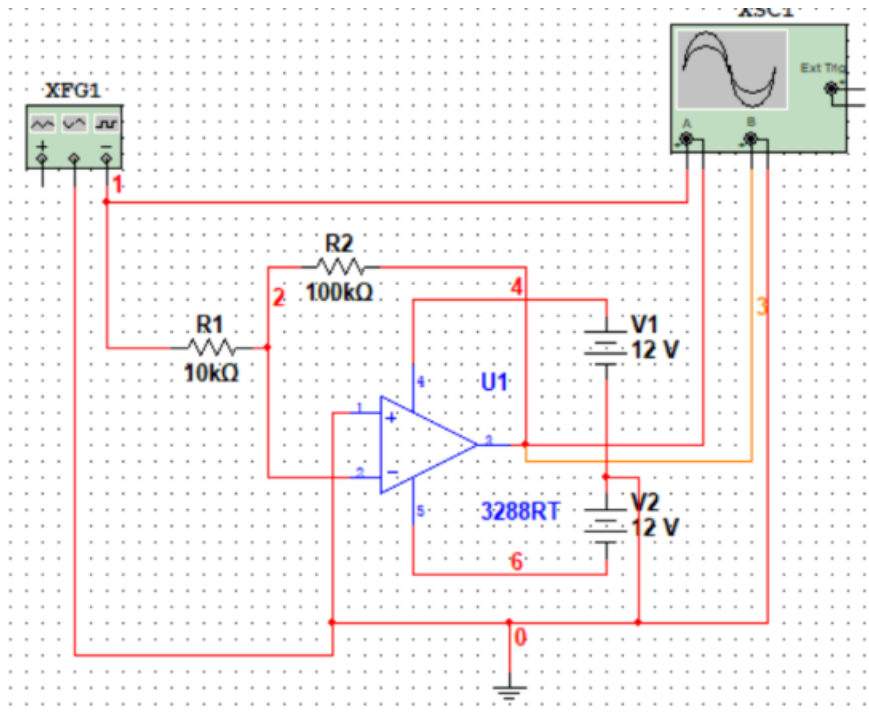 XSC1
Ext Trig
+
XFG1
A
B
+
+
+
−
1
R2
100kΩ
2
4
3
R1
10kΩ
V1
12 V
4
U1
1
+
3
2
−
5
3288RT
V2
12 V
6
0